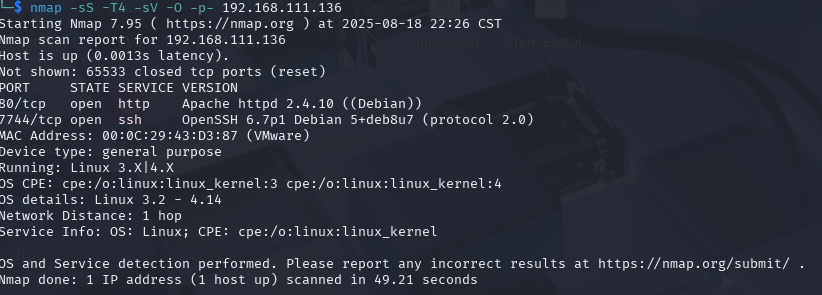 └─$ nmap -sS -T4 -sV -O -p- 192.168.111.136
Starting Nmap 7.95 ( https://nmap.org ) at 2025-08-18 22:26 CST
Nmap scan report for 192.168.111.136
Host is up (0.0013s latency).
Not shown: 65533 closed tcp ports (reset)
PORT     STATE SERVICE VERSION
80/tcp   open  http    Apache httpd 2.4.10 ((Debian))
7744/tcp open  ssh     OpenSSH 6.7p1 Debian 5+deb8u7 (protocol 2.0)
MAC Address: 00:0C:29:43:D3:87 (VMware)
Device type: general purpose
Running: Linux 3.X|4.X
OS CPE: cpe:/o:linux:linux_kernel:3 cpe:/o:linux:linux_kernel:4
OS details: Linux 3.2 - 4.14
Network Distance: 1 hop
Service Info: OS: Linux; CPE: cpe:/o:linux:linux_kernel

OS and Service detection performed. Please report any incorrect results at https://nmap.org/submit/ .
Nmap done: 1 IP address (1 host up) scanned in 49.21 seconds